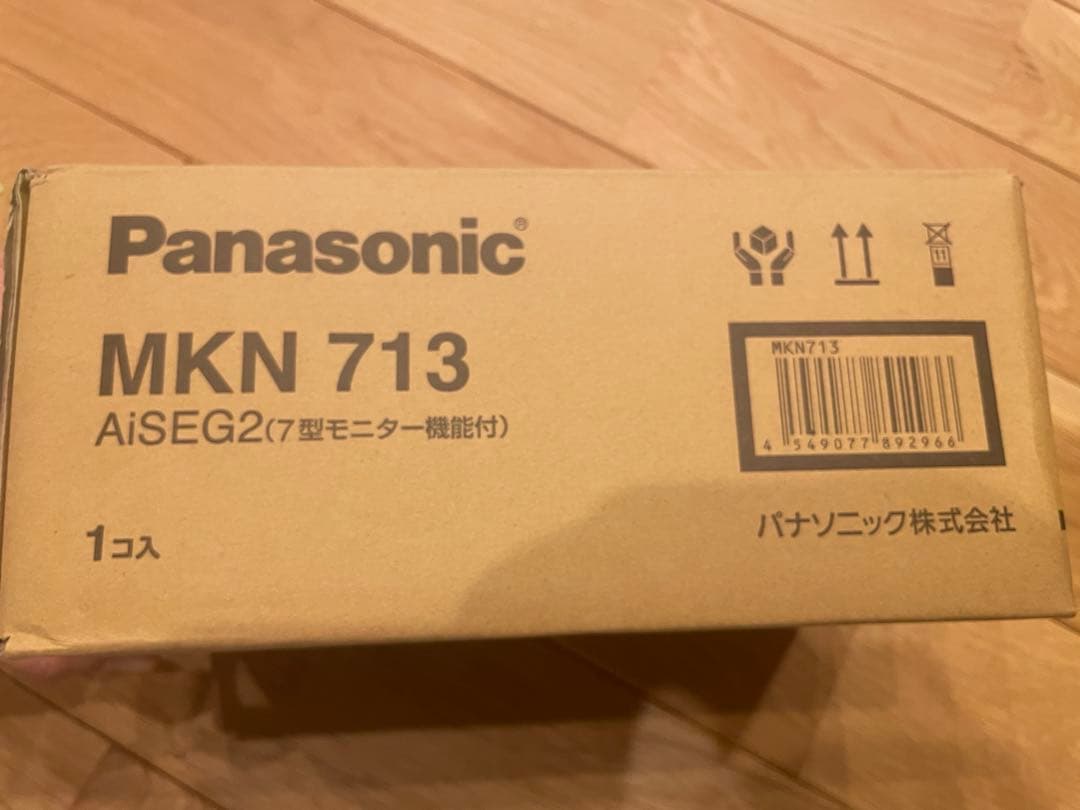 Panasonic®
MKN 713
AiSEG2(7型モニター機能付)
1コ入
MKN713
4 549077 892966
パナソニック株式会社